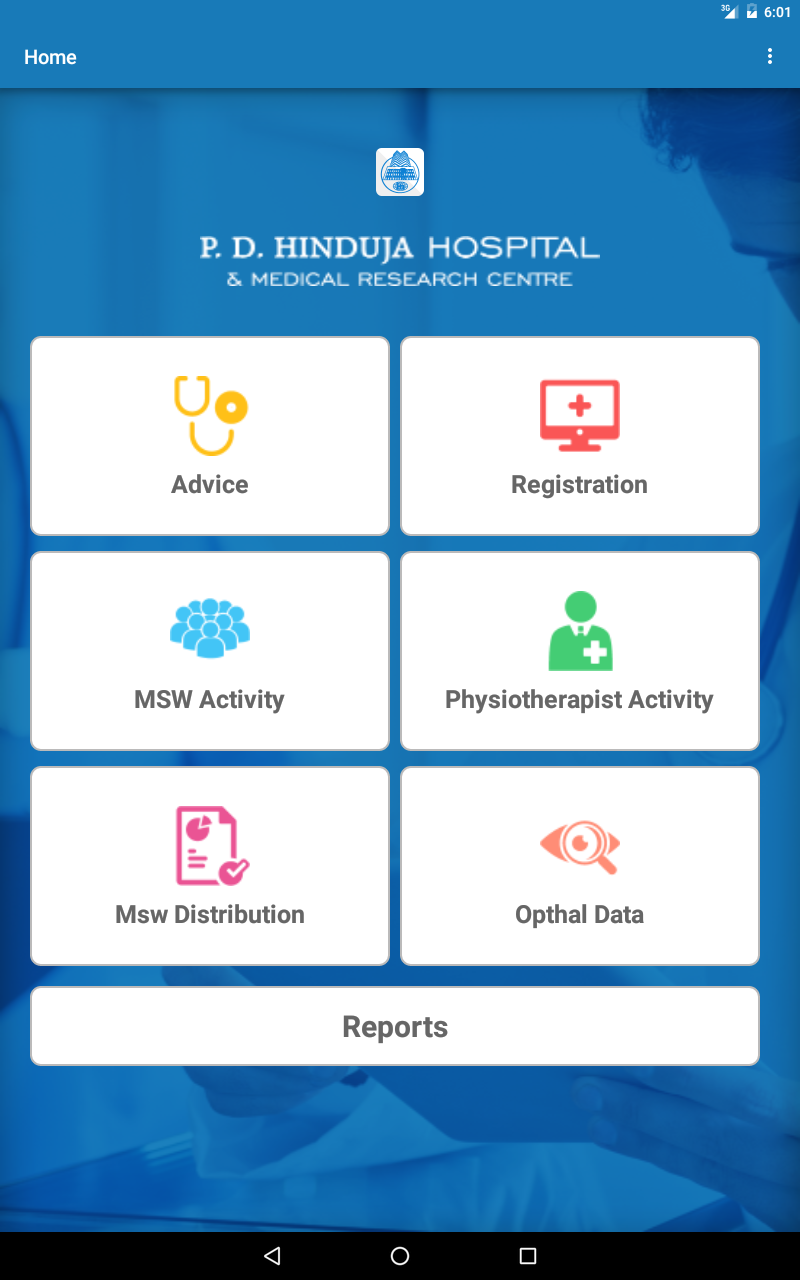 3G 6:01
Home
P. D. HINDUJA HOSPITAL
& MEDICAL RESEARCH CENTRE
Advice
Registration
MSW Activity
Physiotherapist Activity
Msw Distribution
Opthal Data
Reports